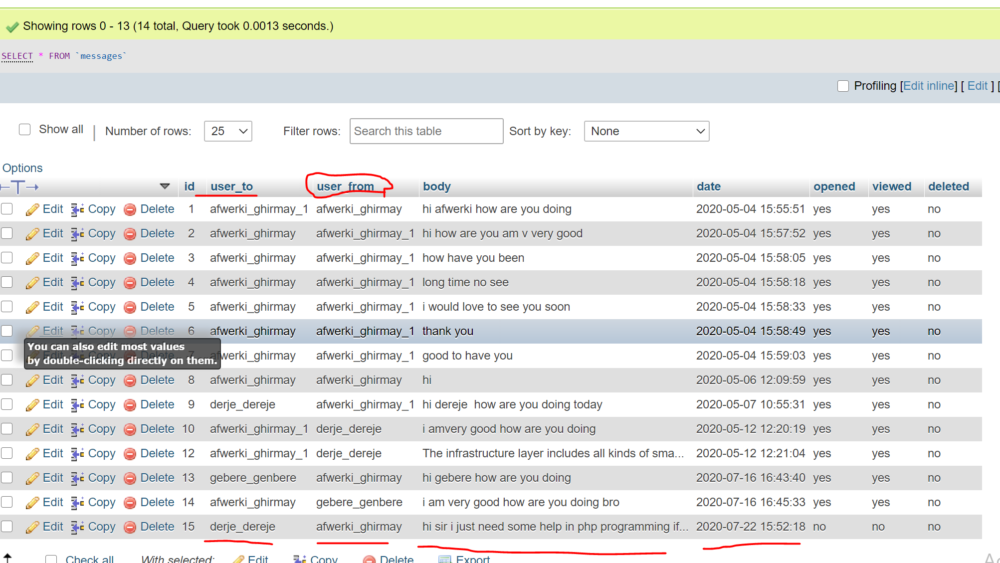 Showing rows 0 - 13 (14 total, Query took 0.0013 seconds.)
SELECT * FROM `messages`
Profiling [Edit inline] [ Edit ] [
Show all | Number of rows: 25 Filter rows: Search this table Sort by key: None
Options
id user_to user_from body date opened viewed deleted
Edit Copy Delete 1 afwerki_ghirmay_1 afwerki_ghirmay hi afwerki how are you doing 2020-05-04 15:55:51 yes yes no
Edit Copy Delete 2 afwerki_ghirmay afwerki_ghirmay_1 hi how are you am v very good 2020-05-04 15:57:52 yes yes no
Edit Copy Delete 3 afwerki_ghirmay afwerki_ghirmay_1 how have you been 2020-05-04 15:58:05 yes yes no
Edit Copy Delete 4 afwerki_ghirmay afwerki_ghirmay_1 long time no see 2020-05-04 15:58:18 yes yes no
Edit Copy Delete 5 afwerki_ghirmay afwerki_ghirmay_1 i would love to see you soon 2020-05-04 15:58:33 yes yes no
Edit Copy Delete 6 afwerki_ghirmay afwerki_ghirmay_1 thank you 2020-05-04 15:58:49 yes yes no
You can also edit most values
by double-clicking directly on them.
7 afwerki_ghirmay afwerki_ghirmay_1 good to have you 2020-05-04 15:59:03 yes yes no
Edit Copy Delete 8 afwerki_ghirmay afwerki_ghirmay hi 2020-05-06 12:09:59 yes yes no
Edit Copy Delete 9 derje_dereje afwerki_ghirmay_1 hi dereje how are you doing today 2020-05-07 10:55:31 yes yes no
Edit Copy Delete 10 afwerki_ghirmay_1 derje_dereje i amvery good how are you doing 2020-05-12 12:20:19 yes yes no
Edit Copy Delete 12 afwerki_ghirmay_1 derje_dereje The infrastructure layer includes all kinds of sma... 2020-05-12 12:21:04 yes yes no
Edit Copy Delete 13 gebere_genbere afwerki_ghirmay hi gebere how are you doing 2020-07-16 16:43:40 yes yes no
Edit Copy Delete 14 afwerki_ghirmay gebere_genbere i am very good how are you doing bro 2020-07-16 16:45:33 yes yes no
Edit Copy Delete 15 derje_dereje afwerki_ghirmay hi sir i just need some help in php programming if... 2020-07-22 15:52:18 no no no
Check all With selected: Edit Copy Delete Export